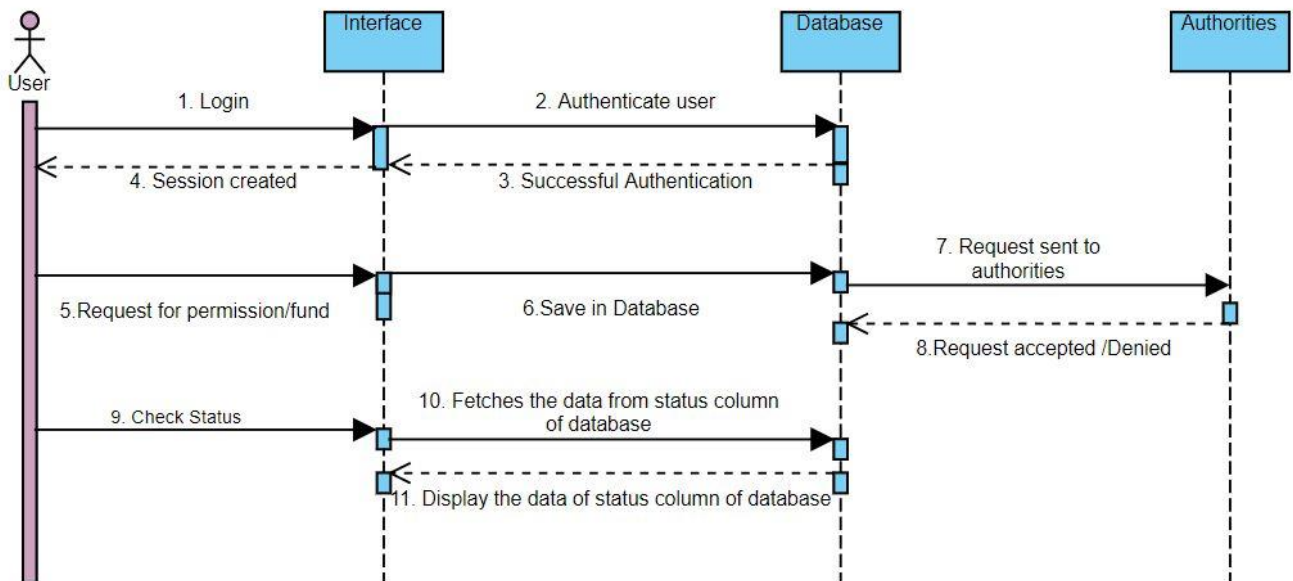 Interface
Database
Authorities
User
1. Login
2. Authenticate user
4. Session created
3. Successful Authentication
7. Request sent to
authorities
5.Request for permission/fund
6.Save in Database
8.Request accepted /Denied
9. Check Status
10. Fetches the data from status column
of database
11. Display the data of status column of database